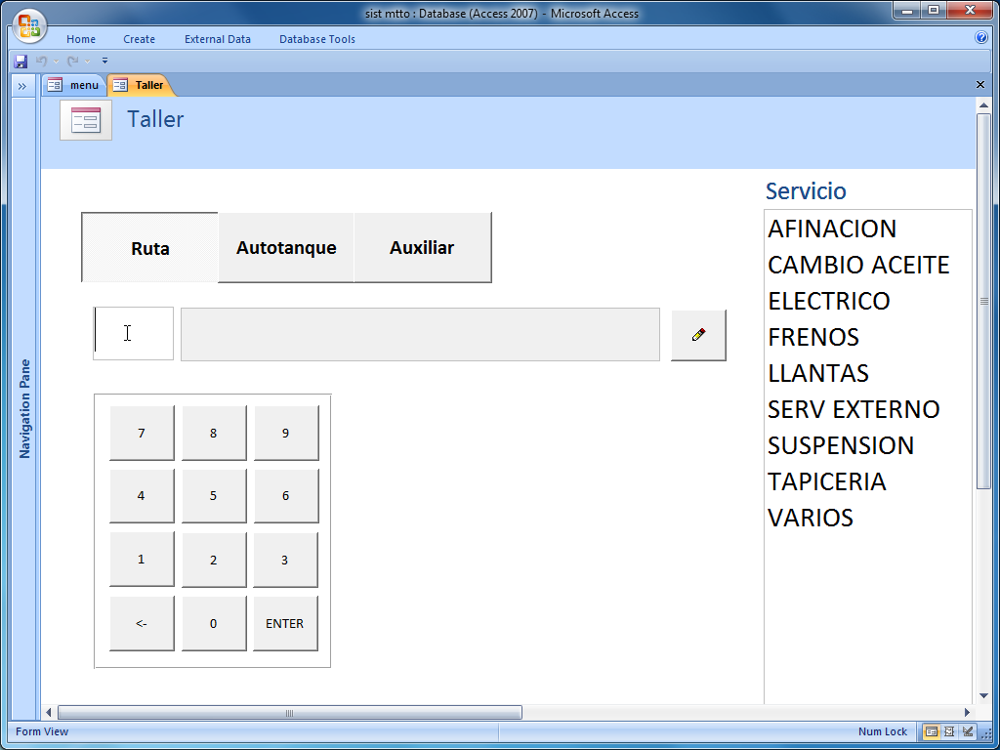 sist mtto : Database (Access 2007) - Microsoft Access
Home Create External Data Database Tools
menu Taller
Taller
Servicio
Ruta Autotanque Auxiliar
AFINACION
CAMBIO ACEITE
ELECTRICO
FRENOS
LLANTAS
SERV EXTERNO
SUSPENSION
TAPICERIA
VARIOS
7 8 9
4 5 6
1 2 3
<- 0 ENTER
Navigation Pane
Form View Num Lock